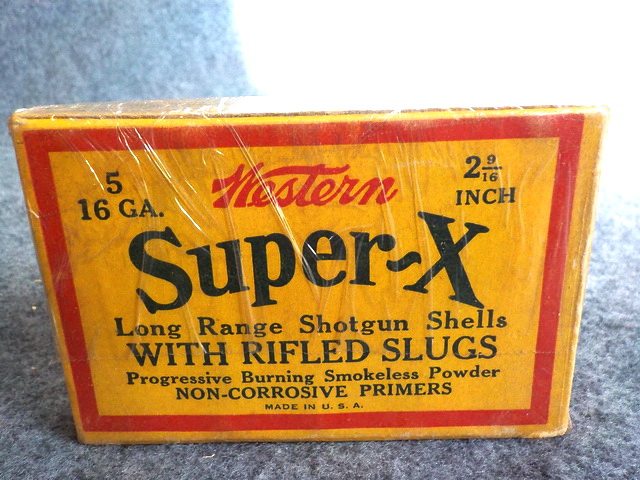 5
16 GA.
Western
2 9/16
INCH
Super-X
Long Range Shotgun Shells
WITH RIFLED SLUGS
Progressive Burning Smokeless Powder
NON-CORROSIVE PRIMERS
MADE IN U. S. A.